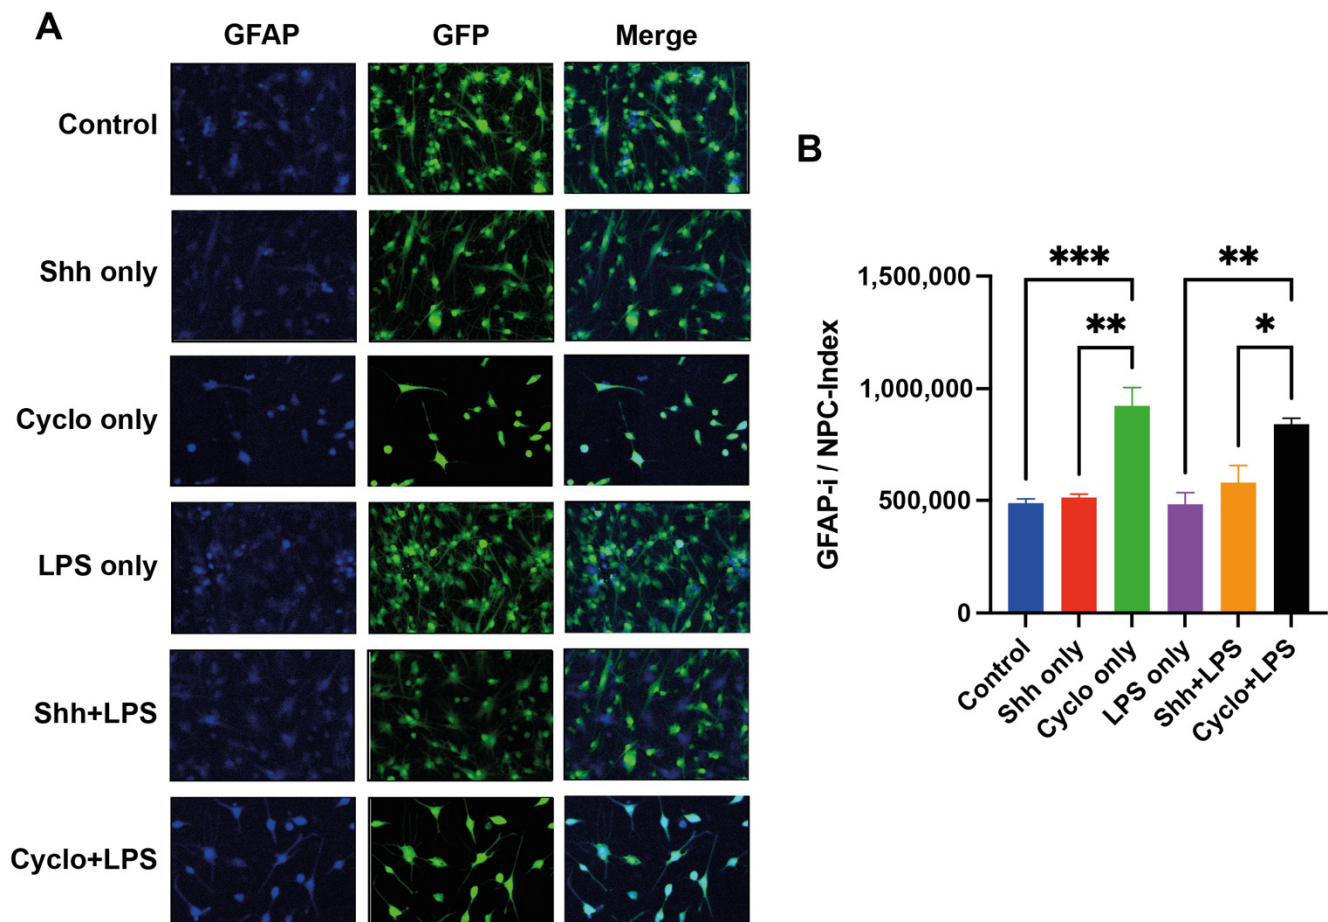 A
GFAP
GFP
Merge
Control
Shh only
Cyclo only
LPS only
Shh+LPS
Cyclo+LPS
B
GFAP-i / NPC-Index
1,500,000
1,000,000
500,000
0
***
**
**
*
Control
Shh only
Cyclo only
LPS only
Shh+LPS
Cyclo+LPS